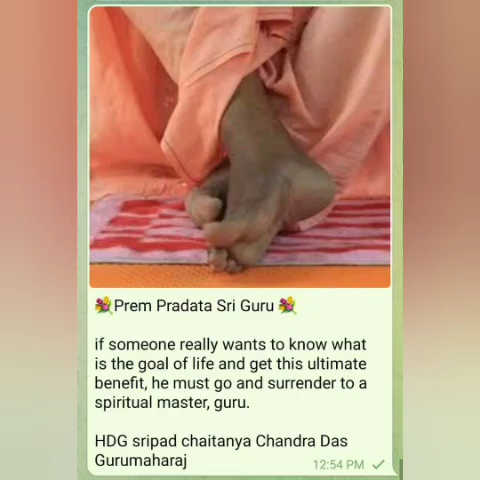 💐Prem Pradata Sri Guru 💐
if someone really wants to know what
is the goal of life and get this ultimate
benefit, he must go and surrender to a
spiritual master, guru.
HDG sripad chaitanya Chandra Das
Gurumaharaj
12:54 PM